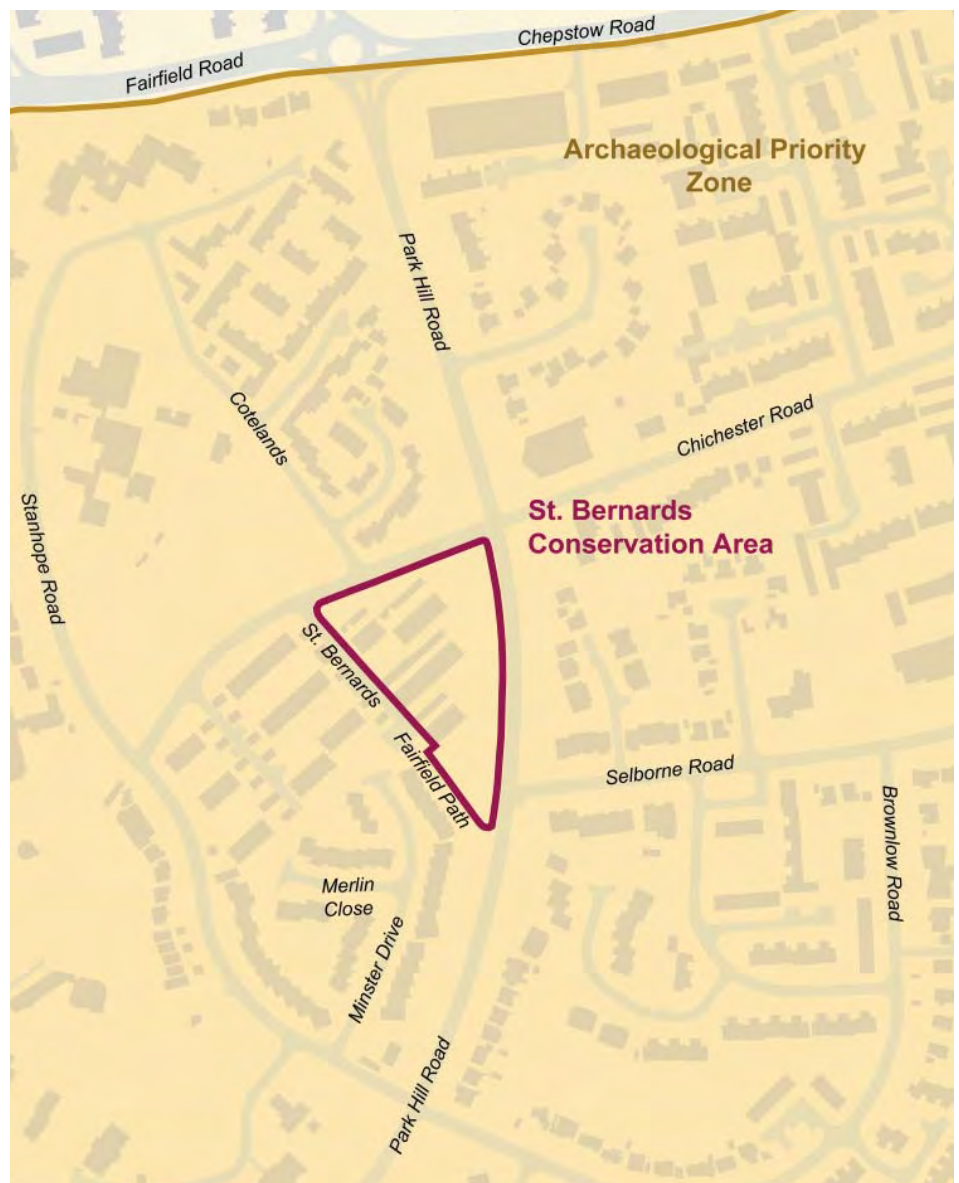 Chepstow Road
Fairfield Road
Archaeological Priority
Zone
Park Hill Road
Cotelands
Chichester Road
Stanhope Road
St. Bernards
Conservation Area
St. Bernards
Fairfield Path
Selborne Road
Brownlow Road
Merlin
Close
Minster Drive
Park Hill Road